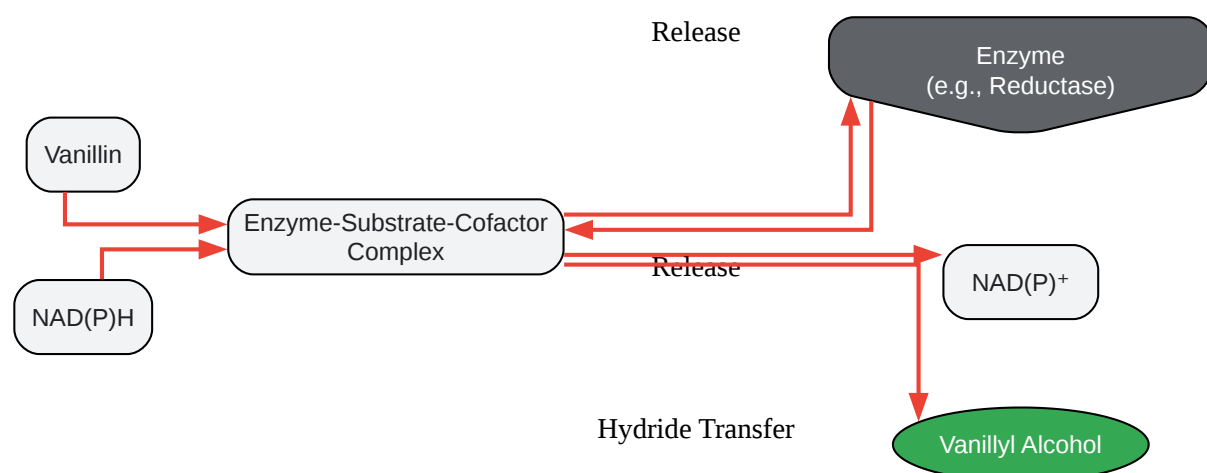 Release
Enzyme
(e.g., Reductase)
Vanillin
Enzyme-Substrate-Cofactor
Complex
Release
NAD(P)⁺
NAD(P)H
Hydride Transfer
Vanillyl Alcohol